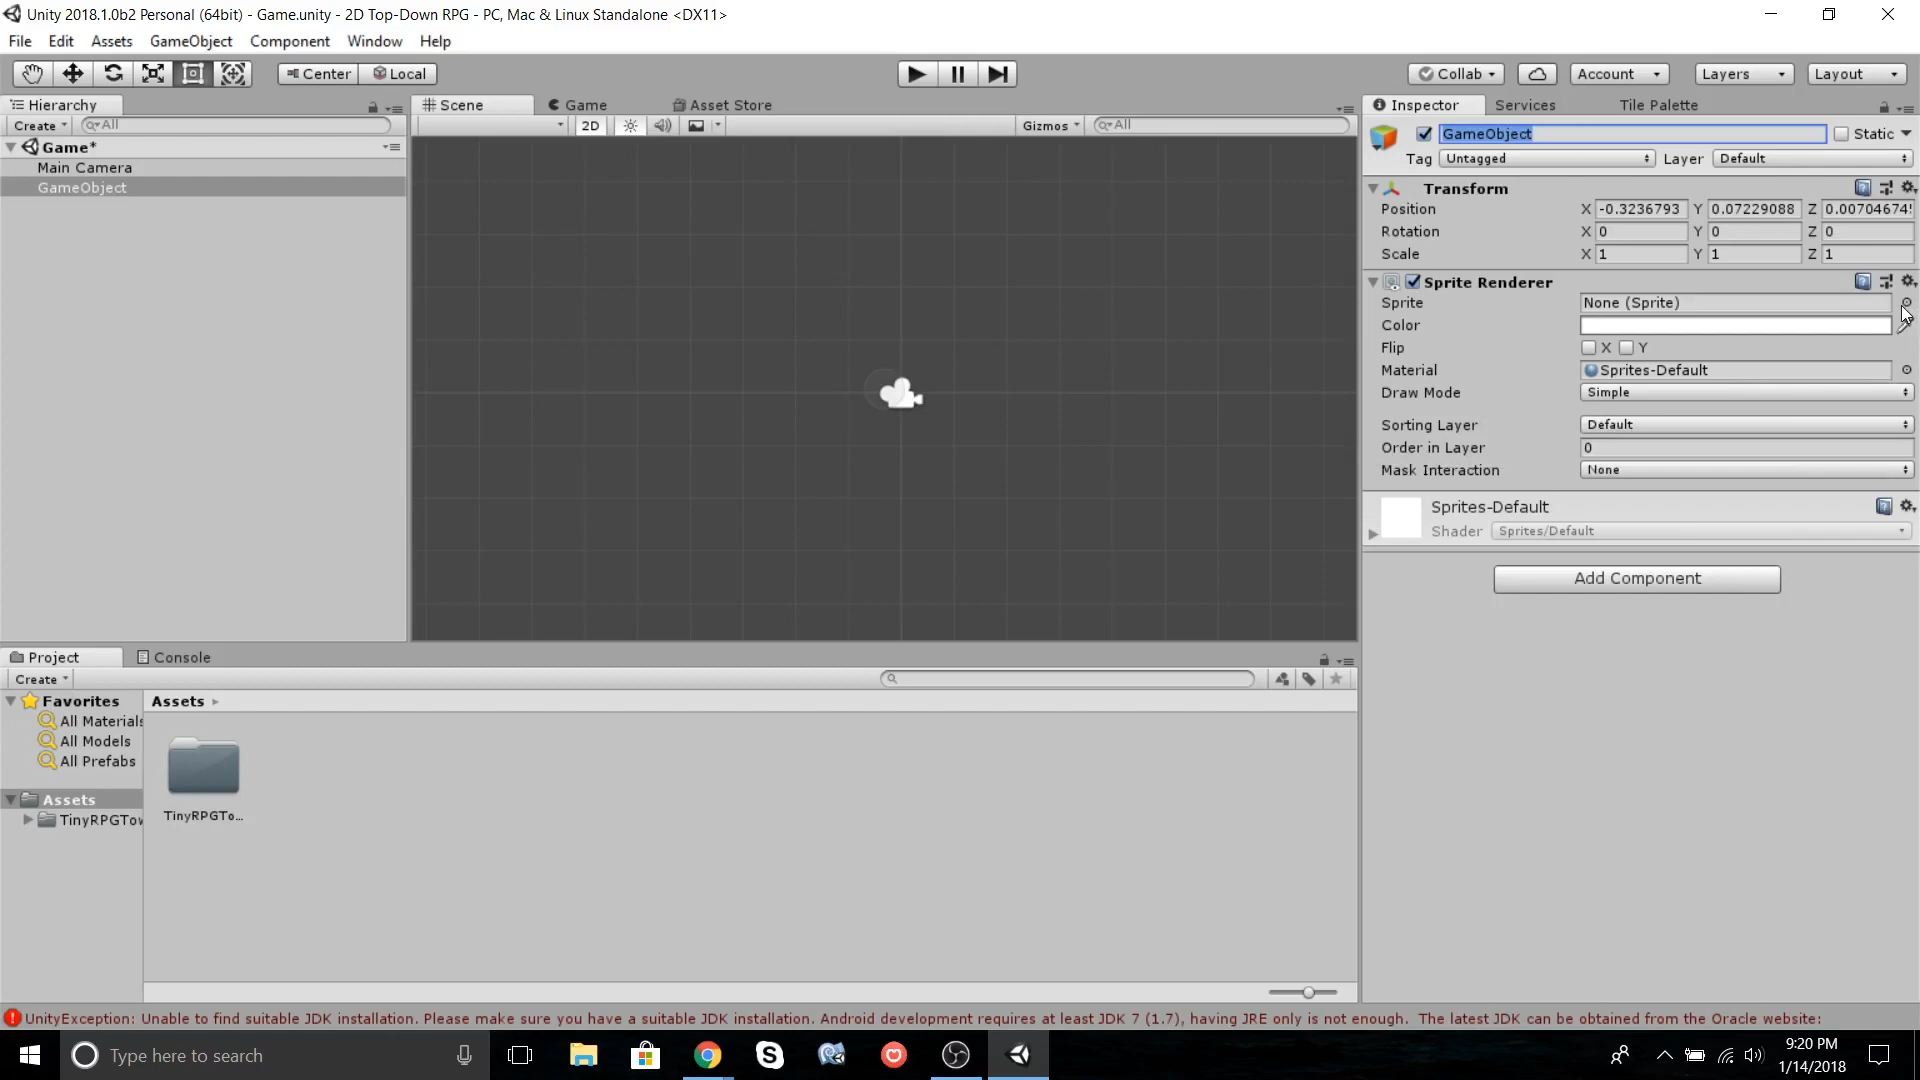 Unity 2018.1.0b2 Personal (64bit) - Game.unity - 2D Top-Down RPG - PC, Mac & Linux Standalone <DX11>
File Edit Assets GameObject Component Window Help
Center Local Collab Account Layers Layout
Hierarchy Scene Game Asset Store Inspector Services Tile Palette
Create All 2D Gizmos All
GameObject Static
Game*
Tag Untagged Layer Default
Main Camera
GameObject
Transform
Position X -0.3236793 Y 0.07229088 Z 0.00704674
Rotation X 0 Y 0 Z 0
Scale X 1 Y 1 Z 1
Sprite Renderer
Sprite None (Sprite)
Color
Flip X Y
Material Sprites-Default
Draw Mode Simple
Sorting Layer Default
Order in Layer 0
Mask Interaction None
Sprites-Default
Shader Sprites/Default
Add Component
Project Console
Create
Favorites Assets
All Materials
All Models
All Prefabs
Assets
TinyRPGTow
TinyRPGTo...
UnityException: Unable to find suitable JDK installation. Please make sure you have a suitable JDK installation. Android development requires at least JDK 7 (1.7), having JRE only is not enough. The latest JDK can be obtained from the Oracle website:
Type here to search
9:20 PM
1/14/2018